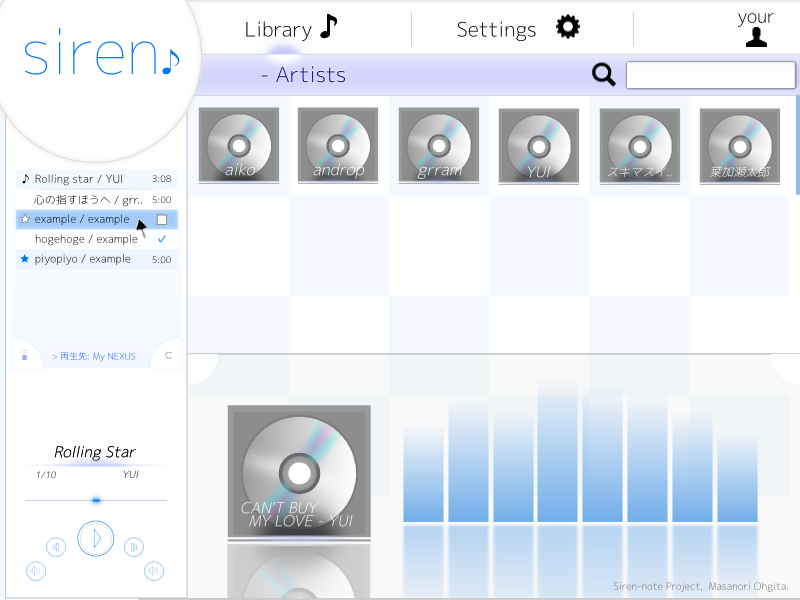 siren♪
Library ♪
Settings
your
- Artists
aiko
androp
grram
YUI
スキマスイ..
葉加瀬太郎
♪ Rolling star / YUI 3:08
心の指すほうへ / grr.. 5:00
☆ example / example
hogehoge / example ✓
★ piyopiyo / example 5:00
> 再生先: My NEXUS
Rolling Star
1/10 YUI
CAN'T BUY
MY LOVE - YUI
Siren-note Project, Masanori Ohgita.